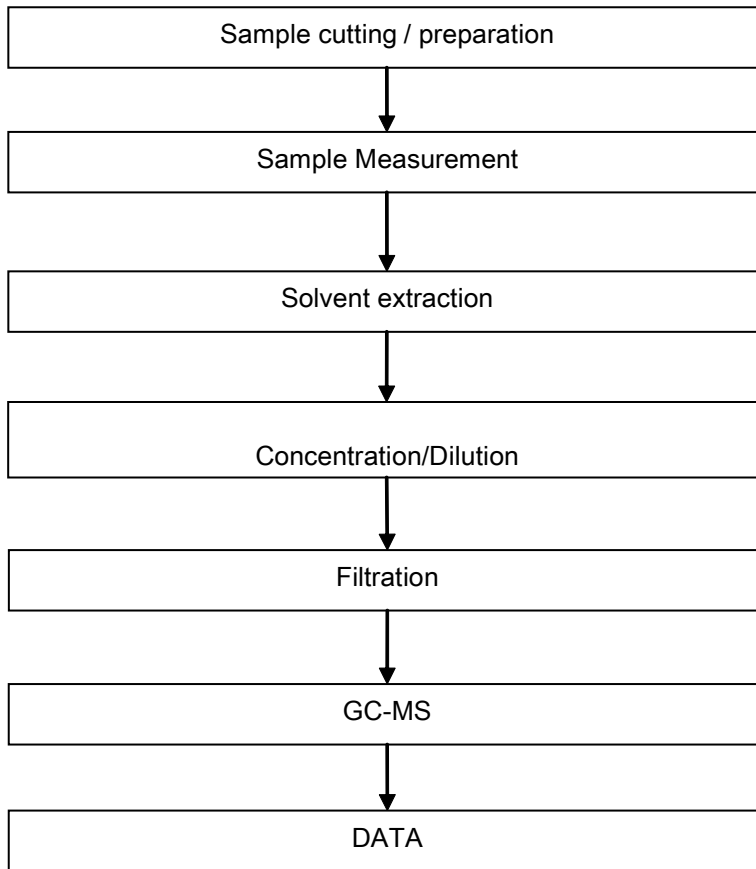 Sample cutting / preparation
Sample Measurement
Solvent extraction
Concentration/Dilution
Filtration
GC-MS
DATA